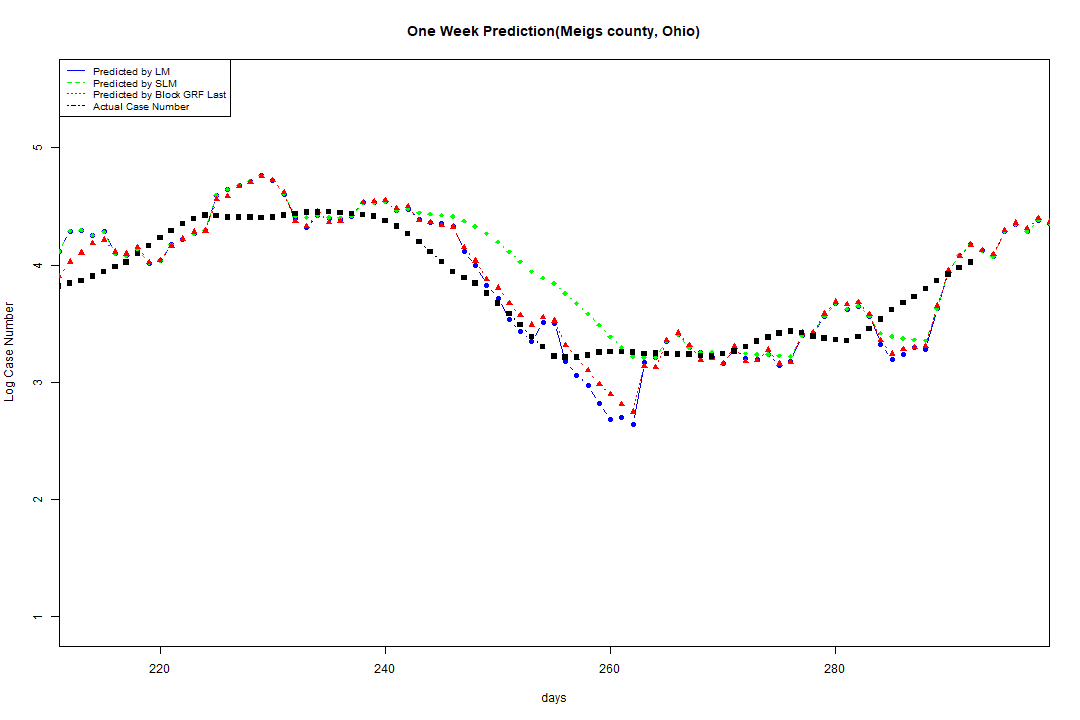 One Week Prediction(Meigs county, Ohio)
Predicted by LM
Predicted by SLM
Predicted by Block GRF Last
Actual Case Number
Log Case Number
5
4
3
2
1
220
240
260
280
days